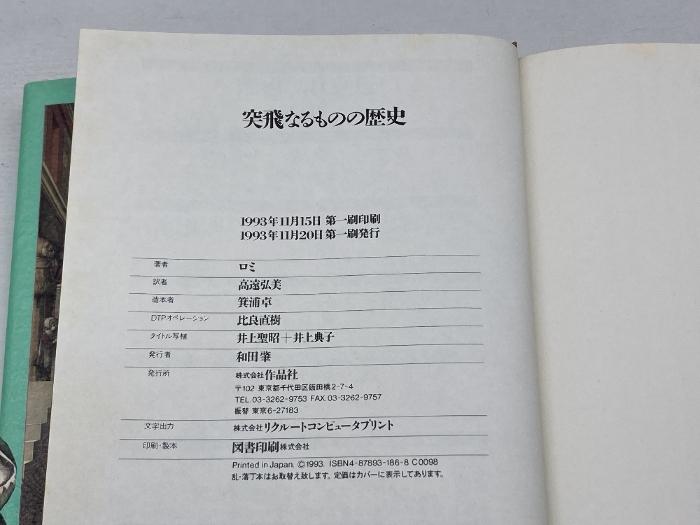 突飛なるものの歴史
1993年11月15日 第一刷印刷
1993年11月20日 第一刷発行
著者 ロミ
訳者 高遠弘美
造本者 箕浦卓
DTPオペレーション 比良直樹
タイトル写植 井上聖昭＋井上典子
発行者 和田肇
発行所 株式会社作品社
〒102 東京都千代田区飯田橋2-7-4
TEL 03-3262-9753 FAX.03-3262-9757
振替 東京6-27183
文字出力 株式会社リクルートコンピュータプリント
印刷・製本 図書印刷株式会社
Printed in Japan. ©1993. ISBN4-87893-186-8 C0098
乱・落丁本はお取替え致します。定価はカバーに表示してあります。